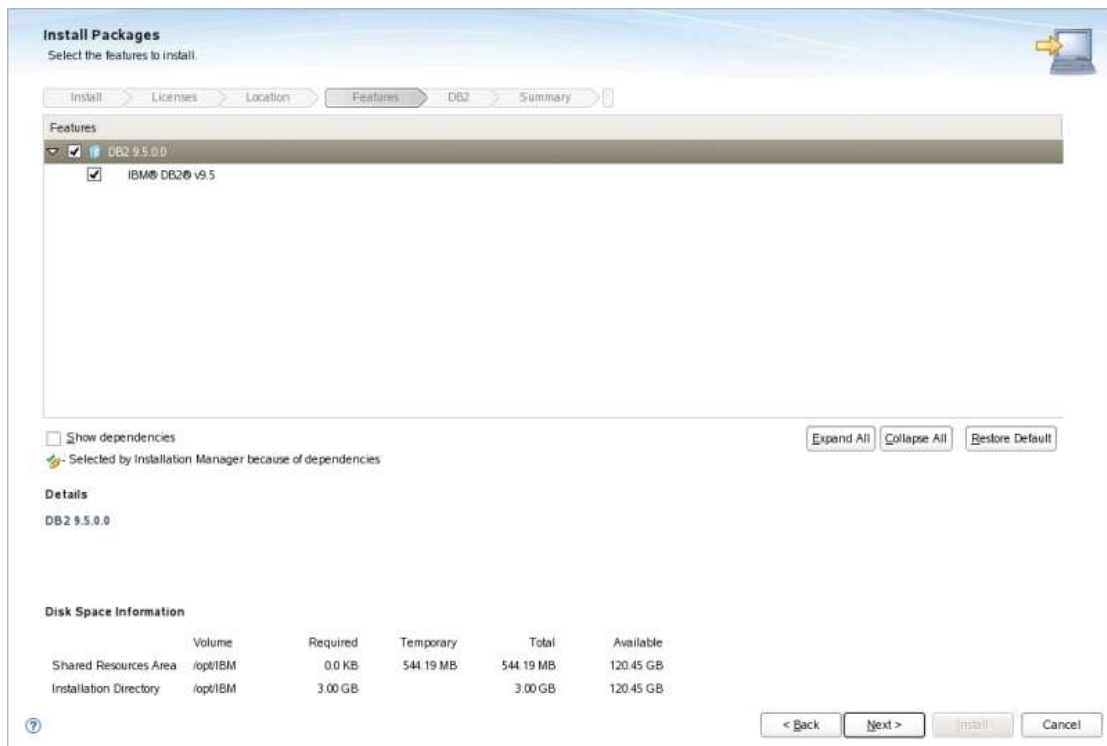 Install Packages
Select the features to install.
Install Licenses Location Features DB2 Summary
Features
DB2 9.5.0.0
IBM® DB2® v9.5
Show dependencies Expand All Collapse All Restore Default
- Selected by Installation Manager because of dependencies
Details
DB2 9.5.0.0
Disk Space Information
Volume Required Temporary Total Available
Shared Resources Area /opt/IBM 0.0 KB 544.19 MB 544.19 MB 120.45 GB
Installation Directory /opt/IBM 3.00 GB 3.00 GB 120.45 GB
? < Back Next > Install Cancel